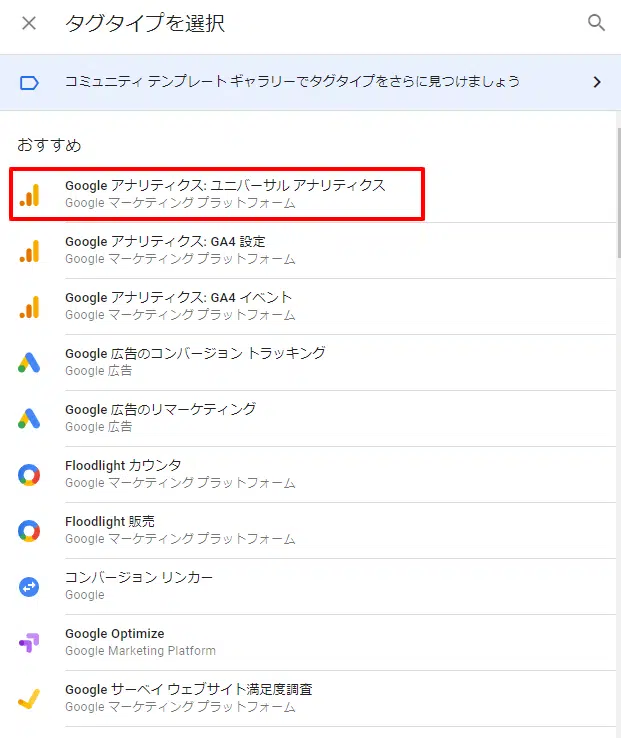 タグタイプを選択
コミュニティ テンプレート ギャラリーでタグタイプをさらに見つけましょう
おすすめ
Google アナリティクス: ユニバーサル アナリティクス
Google マーケティング プラットフォーム
Google アナリティクス: GA4 設定
Google マーケティング プラットフォーム
Google アナリティクス: GA4 イベント
Google マーケティング プラットフォーム
Google 広告のコンバージョン トラッキング
Google 広告
Google 広告のリマーケティング
Google 広告
Floodlight カウンタ
Google マーケティング プラットフォーム
Floodlight 販売
Google マーケティング プラットフォーム
コンバージョン リンカー
Google
Google Optimize
Google Marketing Platform
Google サーベイ ウェブサイト満足度調査
Google マーケティング プラットフォーム